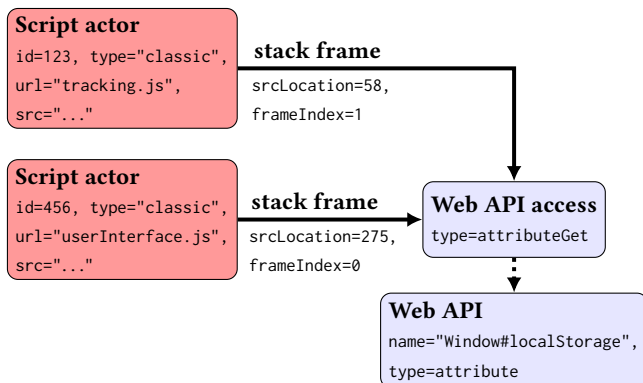 Script actor
id=123, type="classic",
url="tracking.js",
src="..."
stack frame
srcLocation=58,
frameIndex=1
Script actor
id=456, type="classic",
url="userInterface.js",
src="..."
stack frame
srcLocation=275,
frameIndex=0
Web API access
type=attributeGet
Web API
name="Window#localStorage",
type=attribute